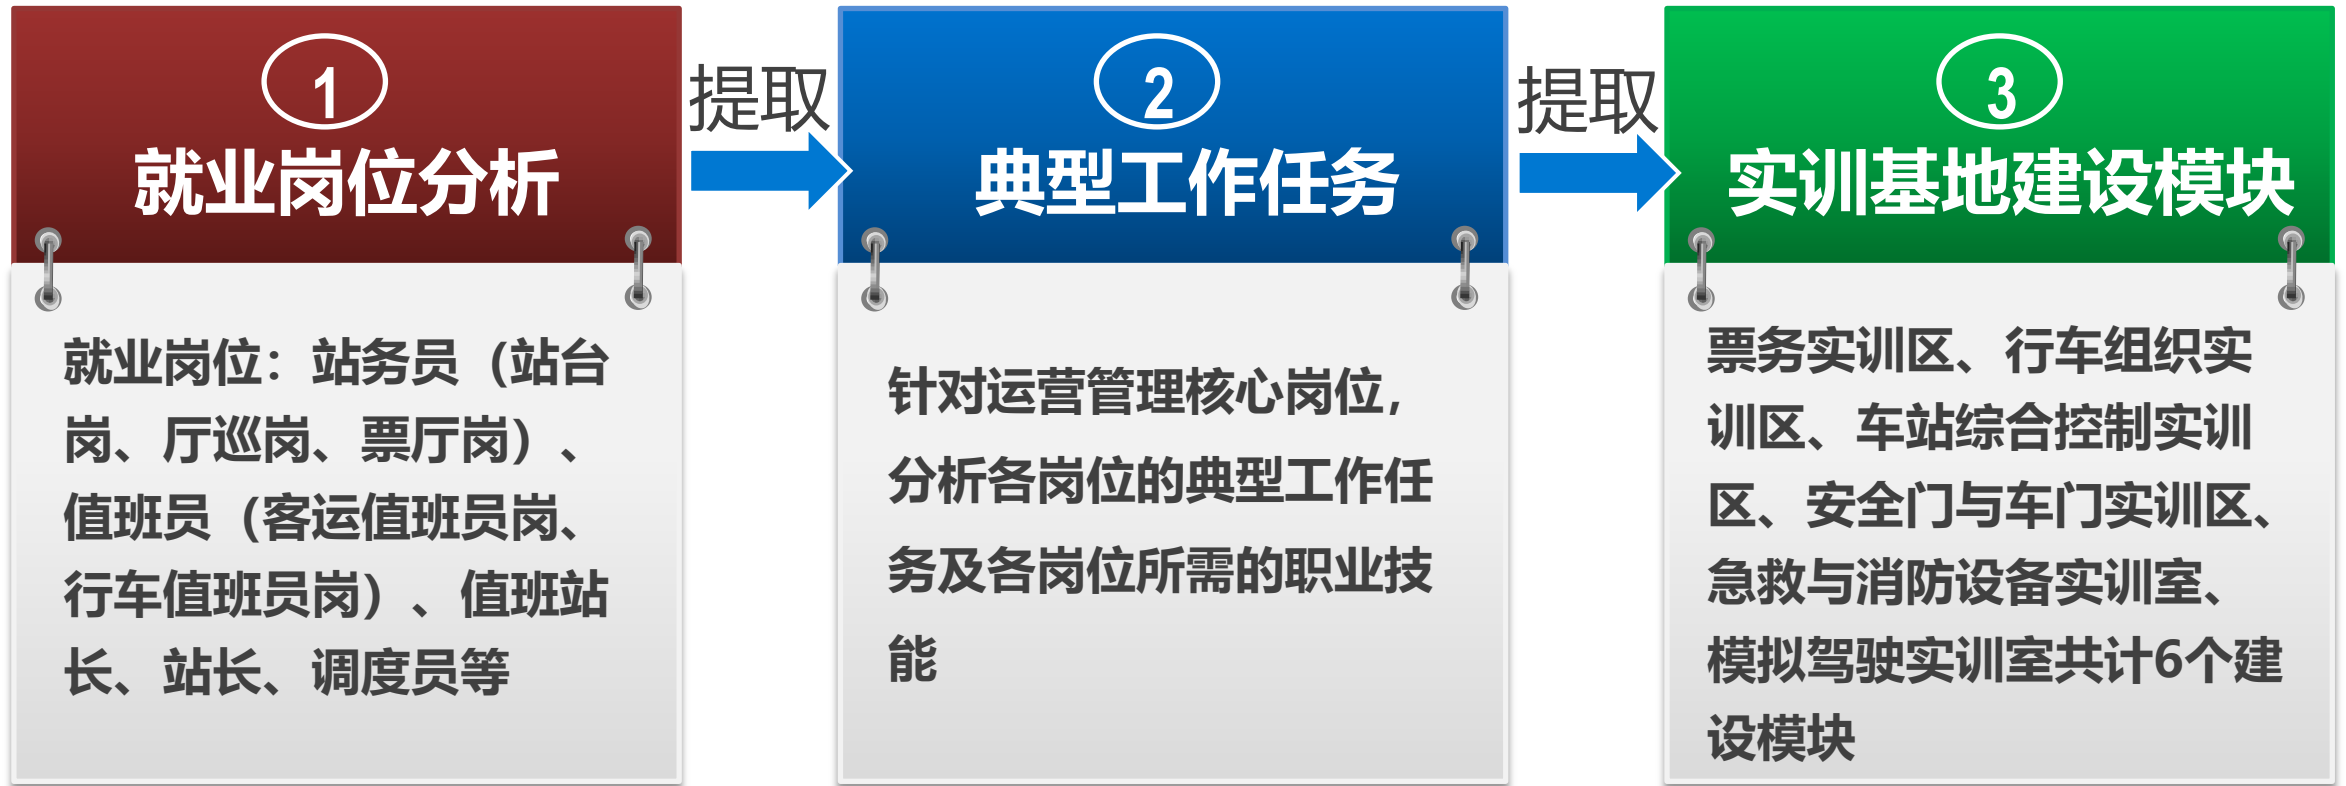 1
就业岗位分析
就业岗位：站务员（站台
岗、厅巡岗、票厅岗）、
值班员（客运值班员岗、
行车值班员岗）、值班站
长、站长、调度员等
提取
2
典型工作任务
针对运营管理核心岗位，
分析各岗位的典型工作任
务及各岗位所需的职业技
能
提取
3
实训基地建设模块
票务实训区、行车组织实
训区、车站综合控制实训
区、安全门与车门实训区、
急救与消防设备实训室、
模拟驾驶实训室共计6个建
设模块